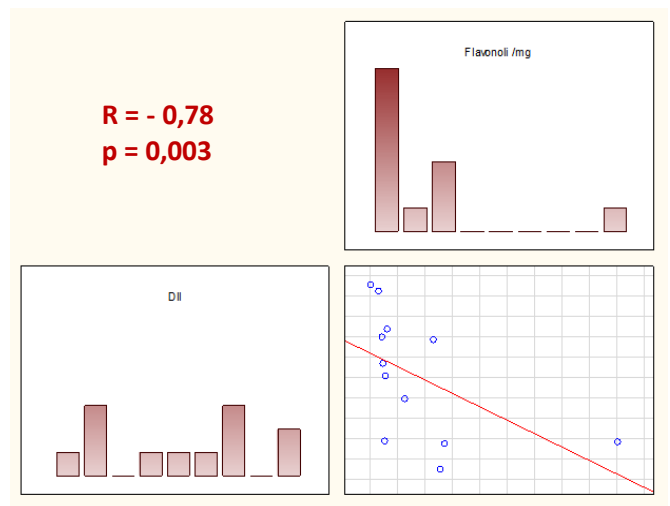 Flavonoli /mg
R = - 0,78
p = 0,003
DII